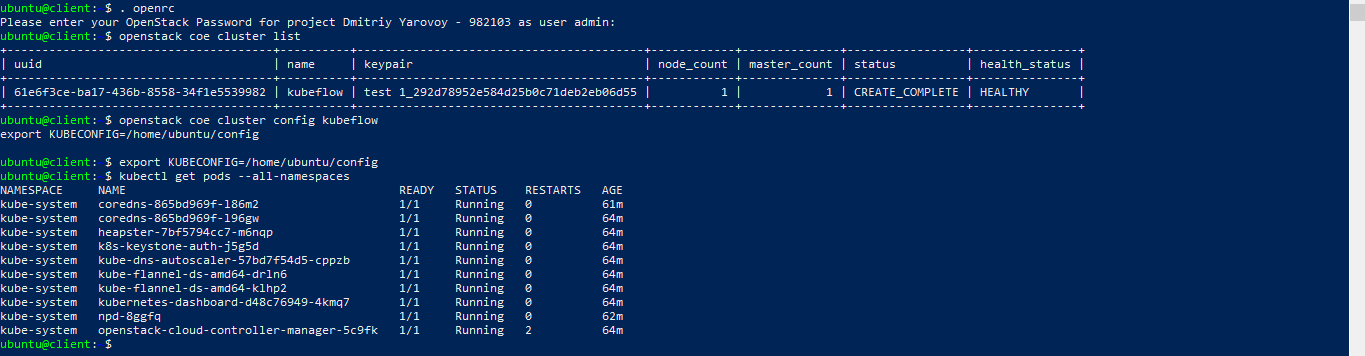 ubuntu@client: $ . openrc
Please enter your OpenStack Password for project Dmitriy Yarovoy - 982103 as user admin:
ubuntu@client: $ openstack coe cluster list
+--------------------------------------+----------+-----------------------------------------+------------+--------------+-----------------+---------------+
| uuid                                 | name     | keypair                                 | node_count | master_count | status          | health_status |
+--------------------------------------+----------+-----------------------------------------+------------+--------------+-----------------+---------------+
| 61e6f3ce-ba17-436b-8558-34f1e5539982 | kubeflow | test 1_292d78952e584d25b0c71deb2eb06d55 |          1 |            1 | CREATE_COMPLETE | HEALTHY       |
+--------------------------------------+----------+-----------------------------------------+------------+--------------+-----------------+---------------+
ubuntu@client: $ openstack coe cluster config kubeflow
export KUBECONFIG=/home/ubuntu/config
ubuntu@client: $ export KUBECONFIG=/home/ubuntu/config
ubuntu@client: $ kubectl get pods --all-namespaces
NAMESPACE     NAME                                       READY   STATUS    RESTARTS   AGE
kube-system   coredns-865bd969f-l86m2                    1/1     Running   0          61m
kube-system   coredns-865bd969f-l96gw                    1/1     Running   0          64m
kube-system   heapster-7bf5794cc7-m6nqp                  1/1     Running   0          64m
kube-system   k8s-keystone-auth-j5g5d                    1/1     Running   0          64m
kube-system   kube-dns-autoscaler-57bd7f54d5-cppzb       1/1     Running   0          64m
kube-system   kube-flannel-ds-amd64-drln6                1/1     Running   0          64m
kube-system   kube-flannel-ds-amd64-klhp2                1/1     Running   0          64m
kube-system   kubernetes-dashboard-d48c76949-4kmq7       1/1     Running   0          64m
kube-system   npd-8ggfq                                  1/1     Running   0          62m
kube-system   openstack-cloud-controller-manager-5c9fk   1/1     Running   2          64m
ubuntu@client: $